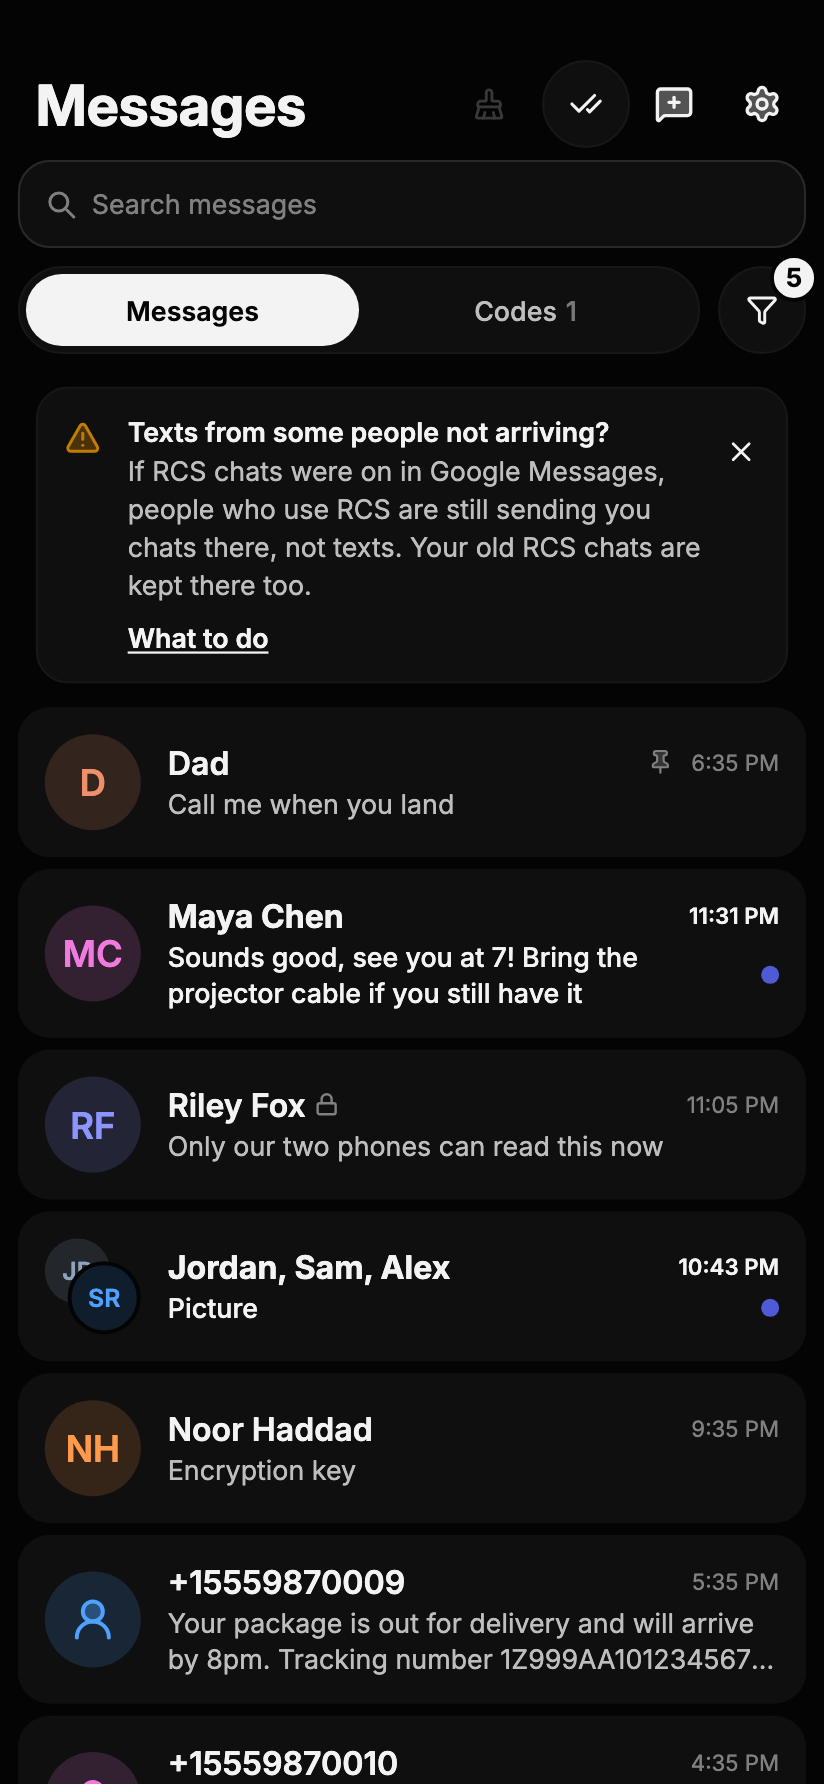 Messages
Search messages
Messages
Codes 1
5
Texts from some people not arriving?
If RCS chats were on in Google Messages,
people who use RCS are still sending you
chats there, not texts. Your old RCS chats are
kept there too.
What to do
D
Dad
6:35 PM
Call me when you land
MC
Maya Chen
11:31 PM
Sounds good, see you at 7! Bring the
projector cable if you still have it
RF
Riley Fox
11:05 PM
Only our two phones can read this now
SR
Jordan, Sam, Alex
10:43 PM
Picture
NH
Noor Haddad
9:35 PM
Encryption key
+15559870009
5:35 PM
Your package is out for delivery and will arrive
by 8pm. Tracking number 1Z999AA101234567...
+15559870010
4:35 PM